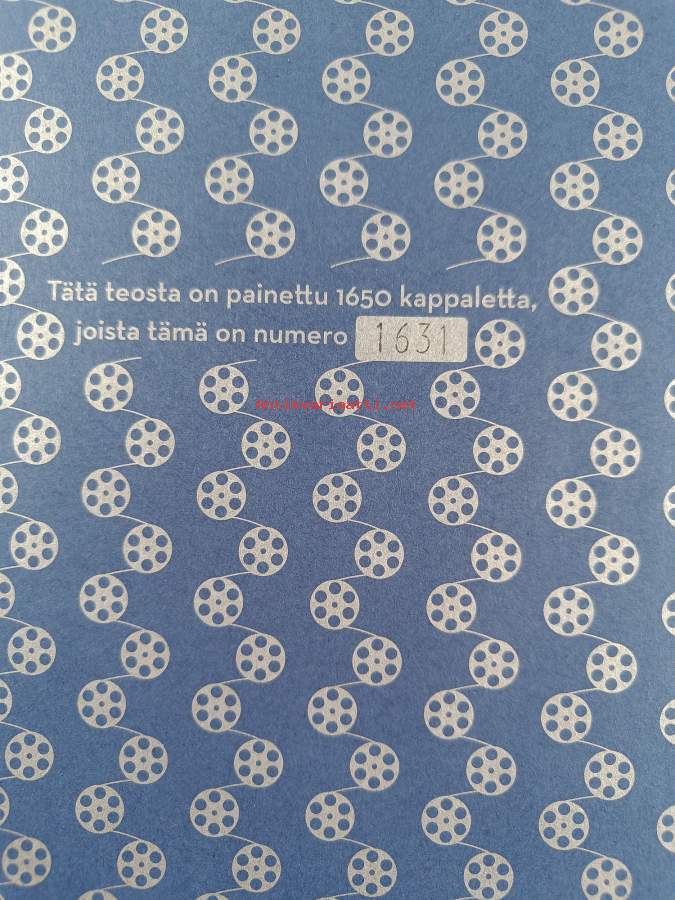 Tätä teosta on painettu 1650 kappaletta,
joista tämä on numero 1631
Antikvariaatti.net